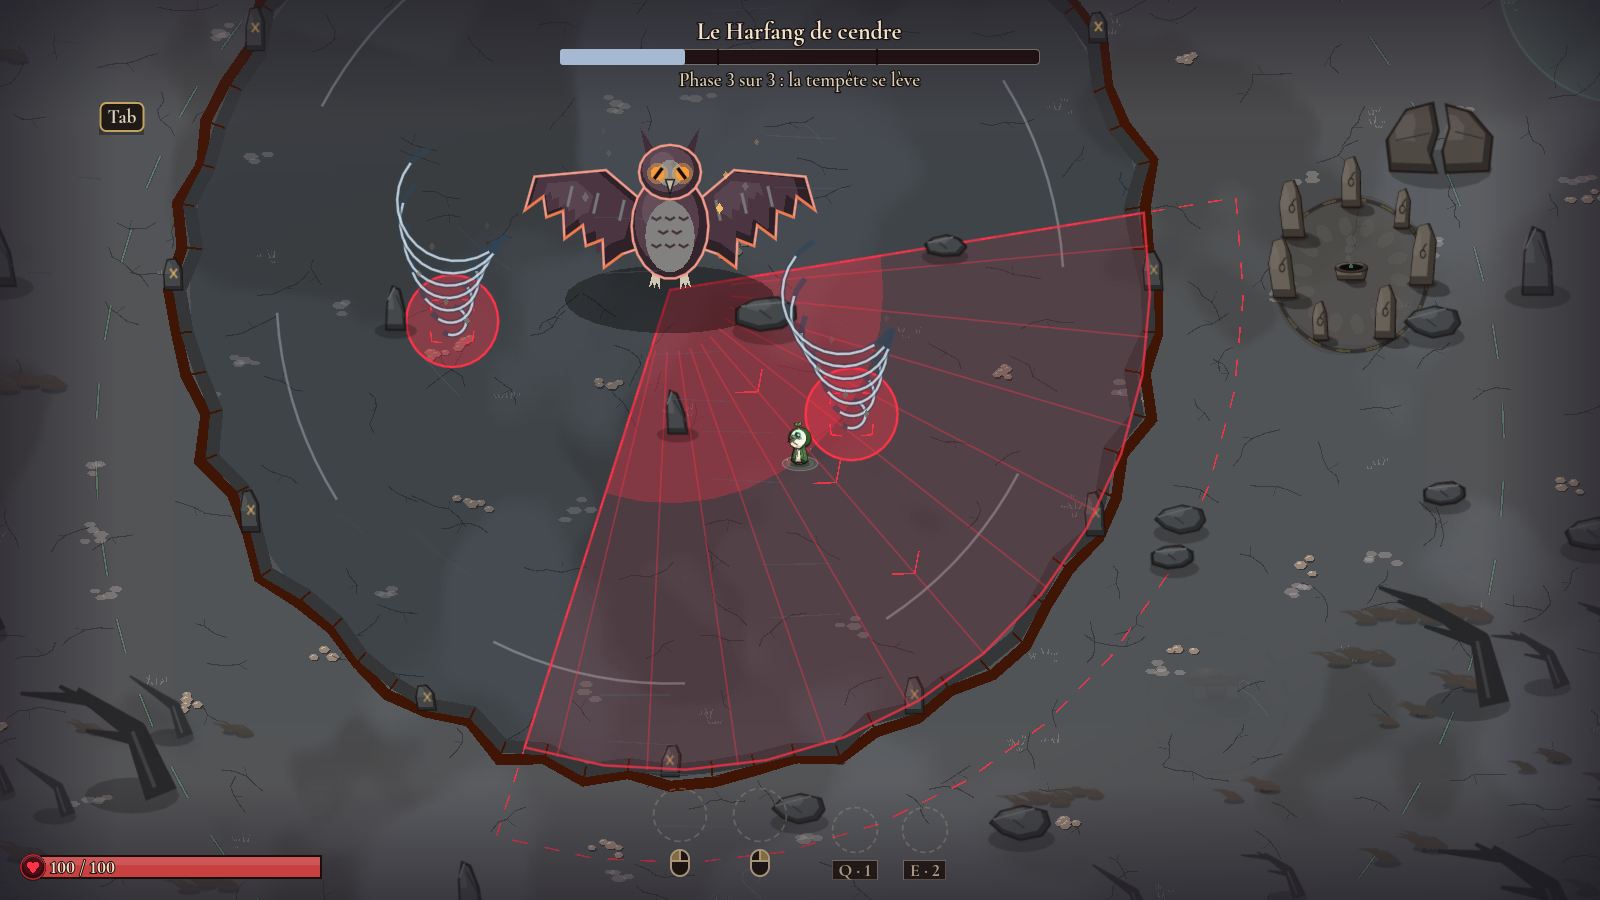 Le Harfang de cendre
Phase 3 sur 3 : la tempête se lève
Tab
100 / 100
Q · 1
E · 2